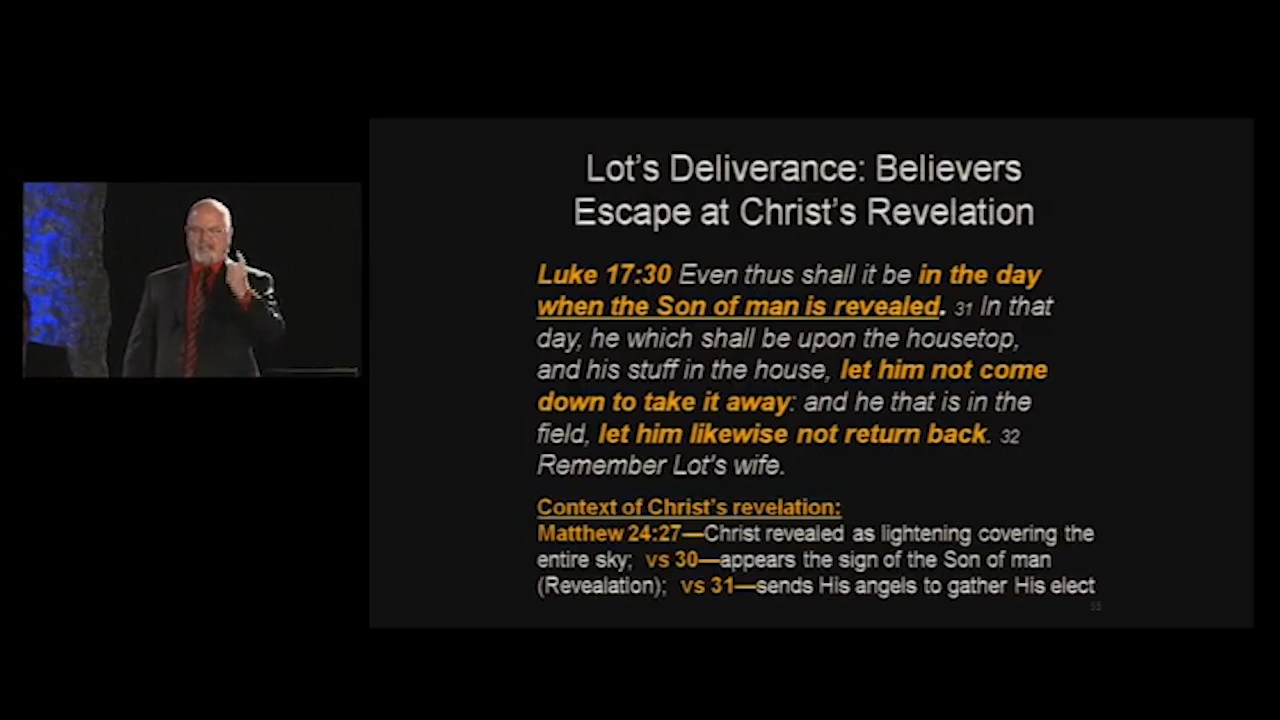 Lot's Deliverance: Believers
Escape at Christ's Revelation
Luke 17:30 Even thus shall it be in the day
when the Son of man is revealed. 31 In that
day, he which shall be upon the housetop,
and his stuff in the house, let him not come
down to take it away: and he that is in the
field, let him likewise not return back. 32
Remember Lot's wife.
Context of Christ's revelation:
Matthew 24:27—Christ revealed as lightening covering the
entire sky; vs 30—appears the sign of the Son of man
(Revealation); vs 31—sends His angels to gather His elect
55